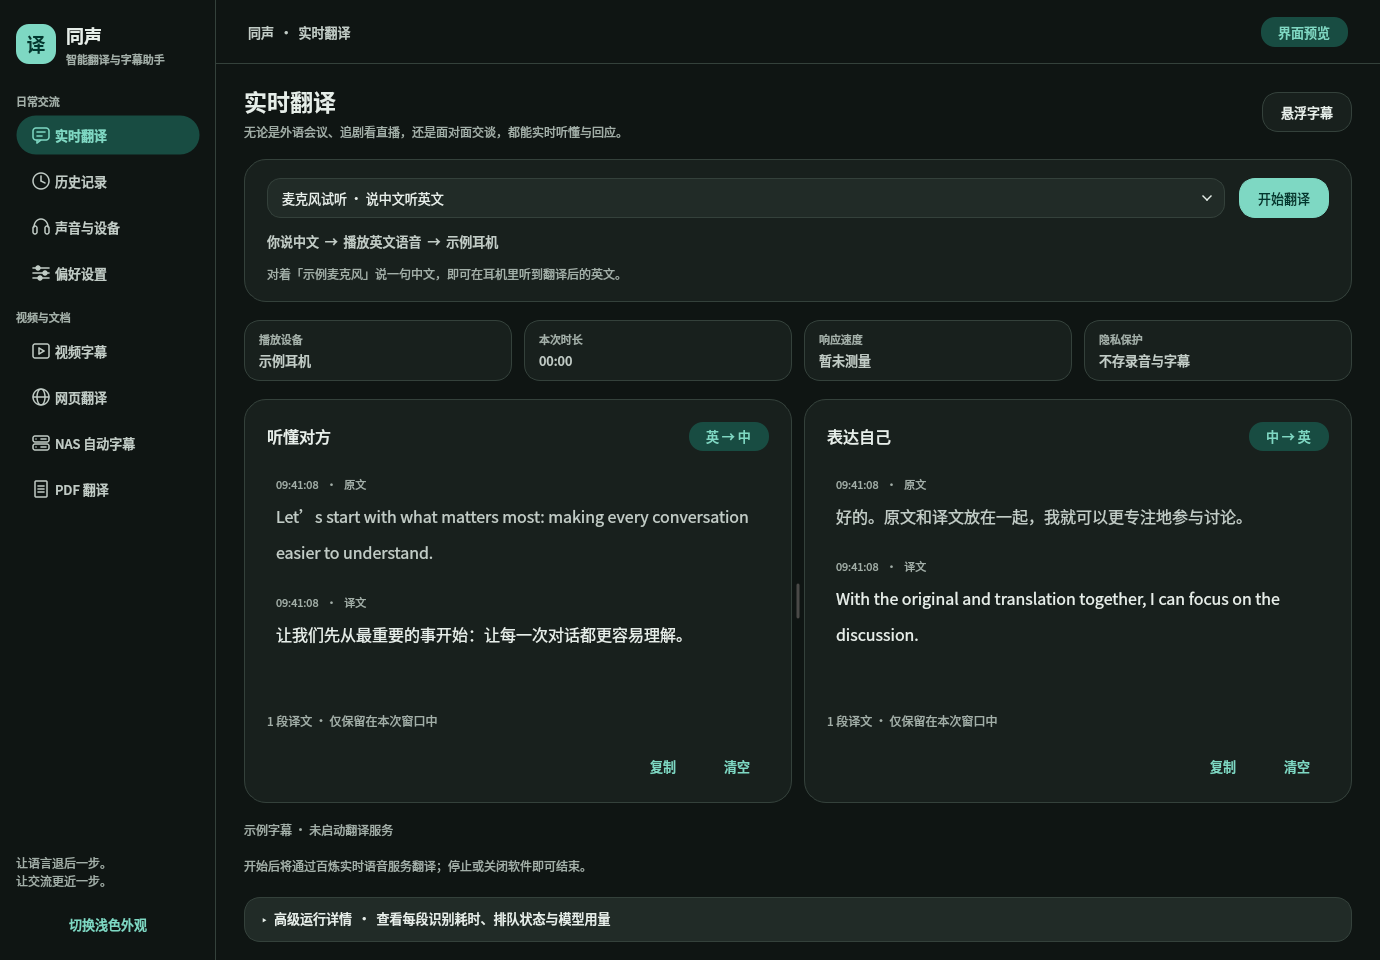 译
同声
智能翻译与字幕助手
日常交流
实时翻译
历史记录
声音与设备
偏好设置
视频与文档
视频字幕
网页翻译
NAS 自动字幕
PDF 翻译
让语言退后一步。
让交流更近一步。
切换浅色外观
同声 • 实时翻译
界面预览
实时翻译
无论是外语会议、追剧看直播，还是面对面交谈，都能实时听懂与回应。
悬浮字幕
麦克风试听 • 说中文听英文
开始翻译
你说中文 → 播放英文语音 → 示例耳机
对着「示例麦克风」说一句中文，即可在耳机里听到翻译后的英文。
播放设备
示例耳机
本次时长
00:00
响应速度
暂未测量
隐私保护
不存录音与字幕
听懂对方
英→中
09:41:08 • 原文
Let’s start with what matters most: making every conversation
easier to understand.
09:41:08 • 译文
让我们先从最重要的事开始：让每一次对话都更容易理解。
1 段译文 • 仅保留在本次窗口中
复制
清空
表达自己
中→英
09:41:08 • 原文
好的。原文和译文放在一起，我就可以更专注地参与讨论。
09:41:08 • 译文
With the original and translation together, I can focus on the
discussion.
1 段译文 • 仅保留在本次窗口中
复制
清空
示例字幕 • 未启动翻译服务
开始后将通过百炼实时语音服务翻译；停止或关闭软件即可结束。
▸ 高级运行详情 • 查看每段识别耗时、排队状态与模型用量